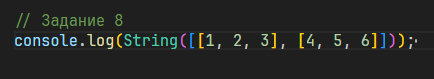 // Задание 8
console.log(String([[1, 2, 3], [4, 5, 6]]));